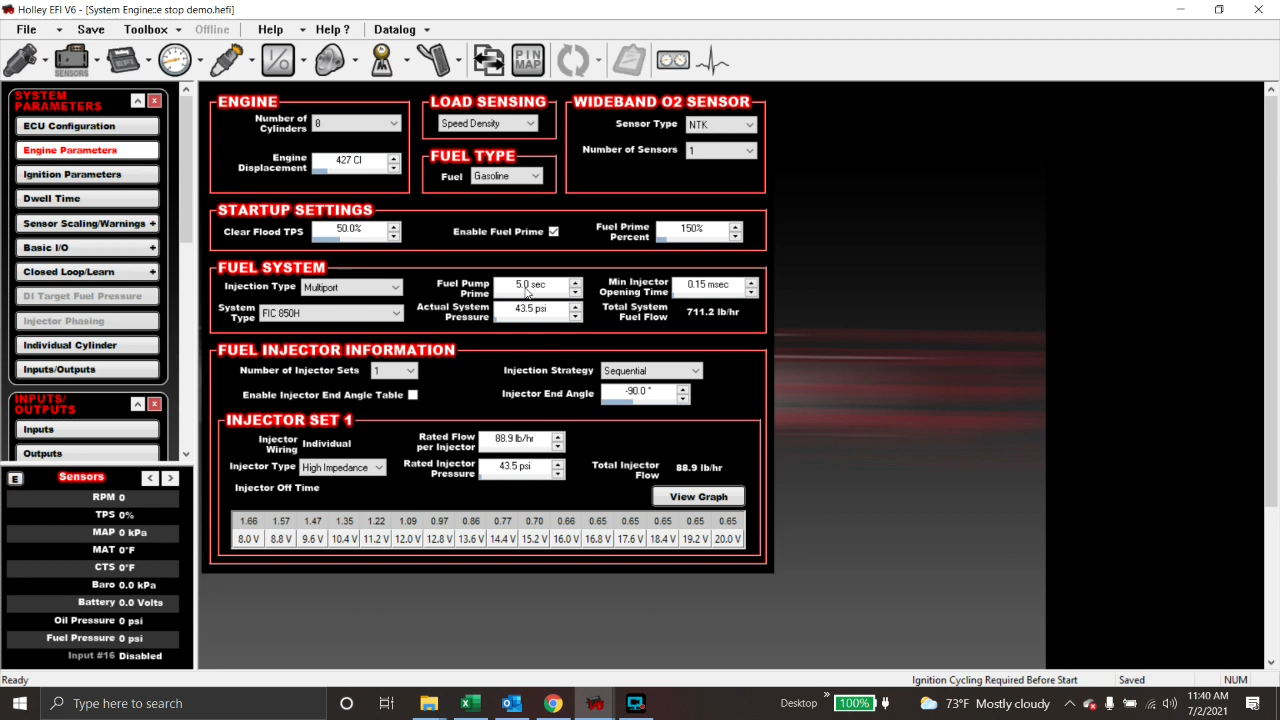 Holley EFI V6 - [System Engine:e stop demo.hefi]
File Save Toolbox Offline Help Help ? Datalog
SENSORS EFI I/O PIN MAP
SYSTEM
PARAMETERS
ECU Configuration
Engine Parameters
Ignition Parameters
Dwell Time
Sensor Scaling/Warnings +
Basic I/O +
Closed Loop/Learn +
DI Target Fuel Pressure
Injector Phasing
Individual Cylinder
Inputs/Outputs
INPUTS/
OUTPUTS
Inputs
Outputs
E Sensors < >
RPM 0
TPS 0%
MAP 0 kPa
MAT 0°F
CTS 0°F
Baro 0.0 kPa
Battery 0.0 Volts
Oil Pressure 0 psi
Fuel Pressure 0 psi
Input #16 Disabled
ENGINE
Number of
Cylinders 8
Engine
Displacement 427 CI
LOAD SENSING
Speed Density
FUEL TYPE
Fuel Gasoline
WIDEBAND O2 SENSOR
Sensor Type NTK
Number of Sensors 1
STARTUP SETTINGS
Clear Flood TPS 50.0% Enable Fuel Prime Fuel Prime
Percent 150%
FUEL SYSTEM
Injection Type Multiport
System
Type FIC 850H
Fuel Pump
Prime 5.0 sec
Actual System
Pressure 43.5 psi
Min Injector
Opening Time 0.15 msec
Total System
Fuel Flow 711.2 lb/hr
FUEL INJECTOR INFORMATION
Number of Injector Sets 1 Injection Strategy Sequential
Enable Injector End Angle Table Injector End Angle -90.0 °
INJECTOR SET 1
Injector
Wiring Individual
Rated Flow
per Injector 88.9 lb/hr
Injector Type High Impedance
Rated Injector
Pressure 43.5 psi
Total Injector
Flow 88.9 lb/hr
Injector Off Time
View Graph
1.66 1.57 1.47 1.35 1.22 1.09 0.97 0.86 0.77 0.70 0.66 0.65 0.65 0.65 0.65 0.65
8.0 V 8.8 V 9.6 V 10.4 V 11.2 V 12.0 V 12.8 V 13.6 V 14.4 V 15.2 V 16.0 V 16.8 V 17.6 V 18.4 V 19.2 V 20.0 V
Ready Ignition Cycling Required Before Start Saved NUM
Type here to search Desktop 100% 73°F Mostly cloudy
11:40 AM
7/2/2021